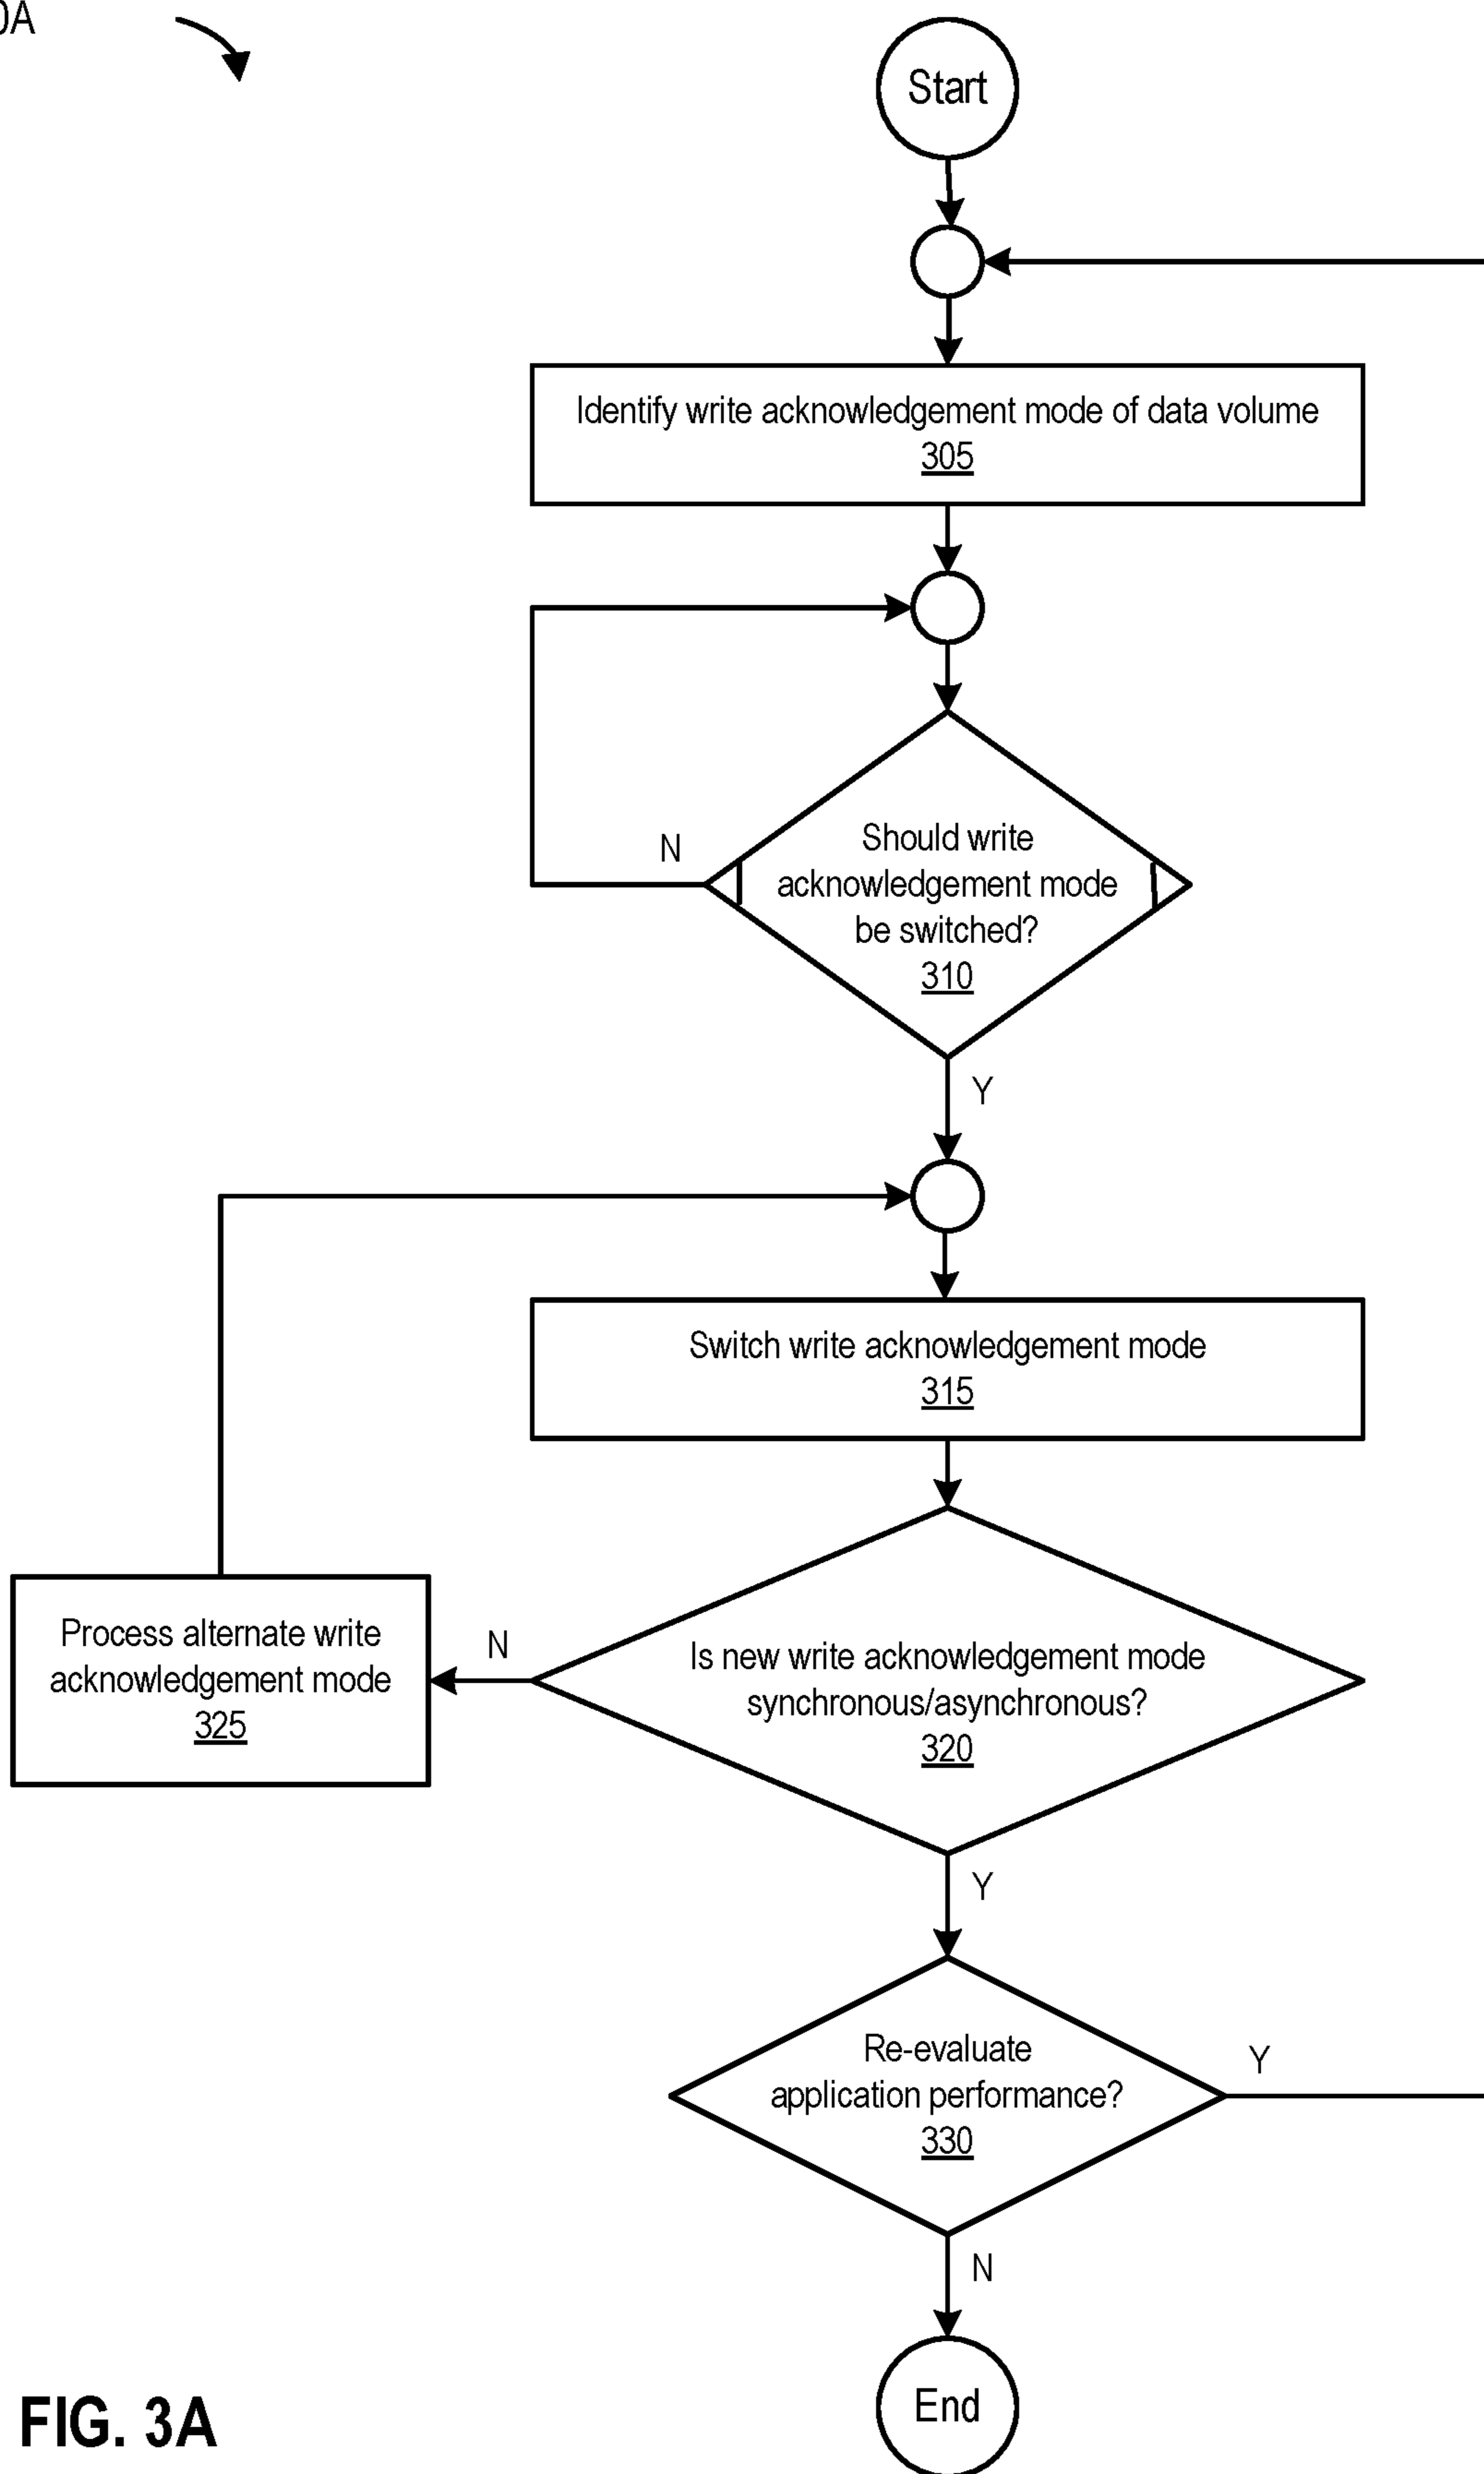 0A
Start
Identify write acknowledgement mode of data volume
305
N
Should write
acknowledgement mode
be switched?
310
Y
Switch write acknowledgement mode
315
Process alternate write
acknowledgement mode
325
N
Is new write acknowledgement mode
synchronous/asynchronous?
320
Y
Re-evaluate
application performance?
330
Y
N
End
FIG. 3A